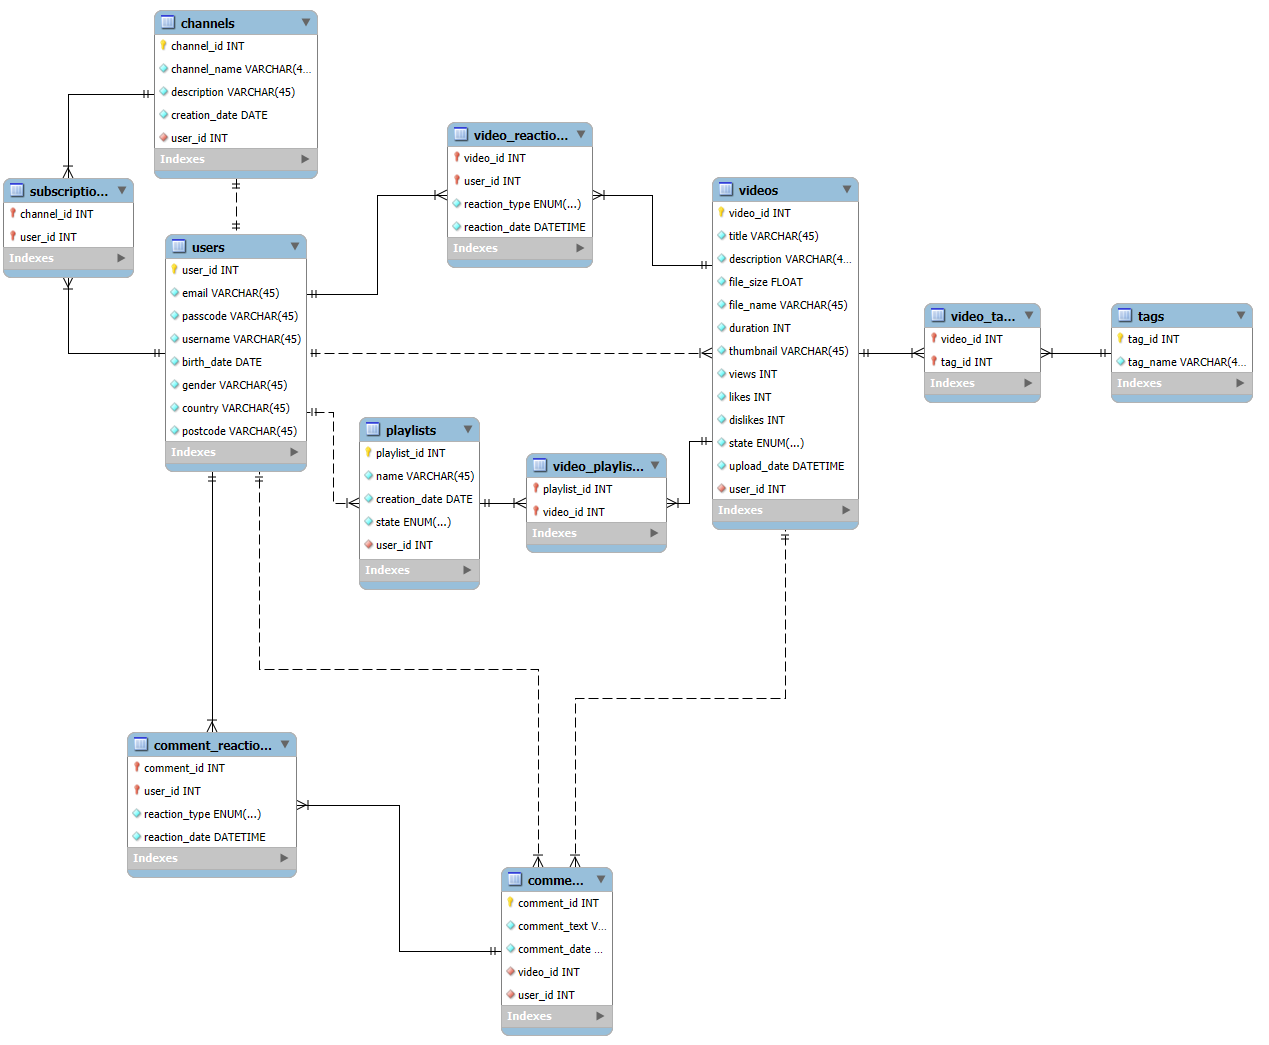 channels
channel_id INT
channel_name VARCHAR(4...
description VARCHAR(45)
creation_date DATE
user_id INT
Indexes
subscriptio...
channel_id INT
user_id INT
Indexes
users
user_id INT
email VARCHAR(45)
passcode VARCHAR(45)
username VARCHAR(45)
birth_date DATE
gender VARCHAR(45)
country VARCHAR(45)
postcode VARCHAR(45)
Indexes
video_reactio...
video_id INT
user_id INT
reaction_type ENUM(...)
reaction_date DATETIME
Indexes
videos
video_id INT
title VARCHAR(45)
description VARCHAR(4...
file_size FLOAT
file_name VARCHAR(45)
duration INT
thumbnail VARCHAR(45)
views INT
likes INT
dislikes INT
state ENUM(...)
upload_date DATETIME
user_id INT
Indexes
video_ta...
video_id INT
tag_id INT
Indexes
tags
tag_id INT
tag_name VARCHAR(4...
Indexes
playlists
playlist_id INT
name VARCHAR(45)
creation_date DATE
state ENUM(...)
user_id INT
Indexes
video_playlis...
playlist_id INT
video_id INT
Indexes
comment_reactio...
comment_id INT
user_id INT
reaction_type ENUM(...)
reaction_date DATETIME
Indexes
comme...
comment_id INT
comment_text V...
comment_date ...
video_id INT
user_id INT
Indexes